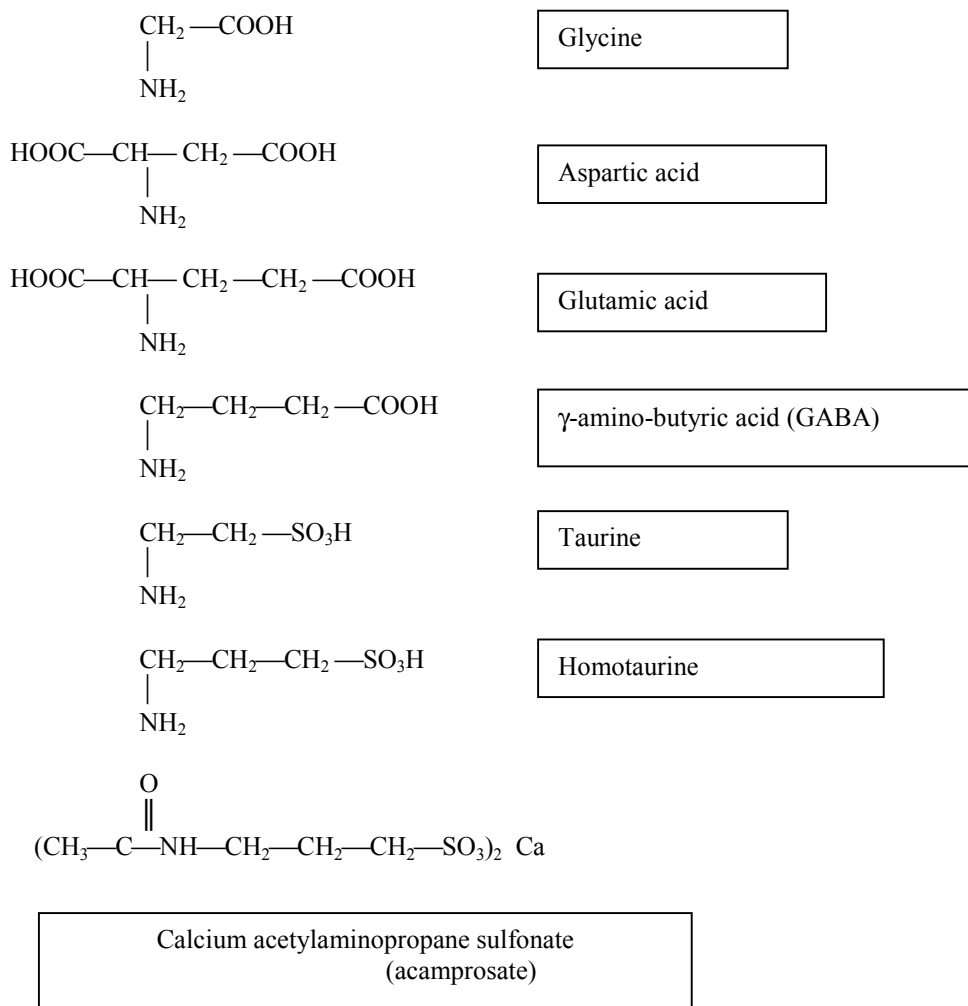 CH₂—COOH
|
NH₂
Glycine
HOOC—CH—CH₂—COOH
|
NH₂
Aspartic acid
HOOC—CH—CH₂—CH₂—COOH
|
NH₂
Glutamic acid
CH₂—CH₂—CH₂—COOH
|
NH₂
γ-amino-butyric acid (GABA)
CH₂—CH₂—SO₃H
|
NH₂
Taurine
CH₂—CH₂—CH₂—SO₃H
|
NH₂
Homotaurine
O
||
(CH₃—C—NH—CH₂—CH₂—CH₂—SO₃)₂ Ca
Calcium acetylaminopropane sulfonate
(acamprosate)